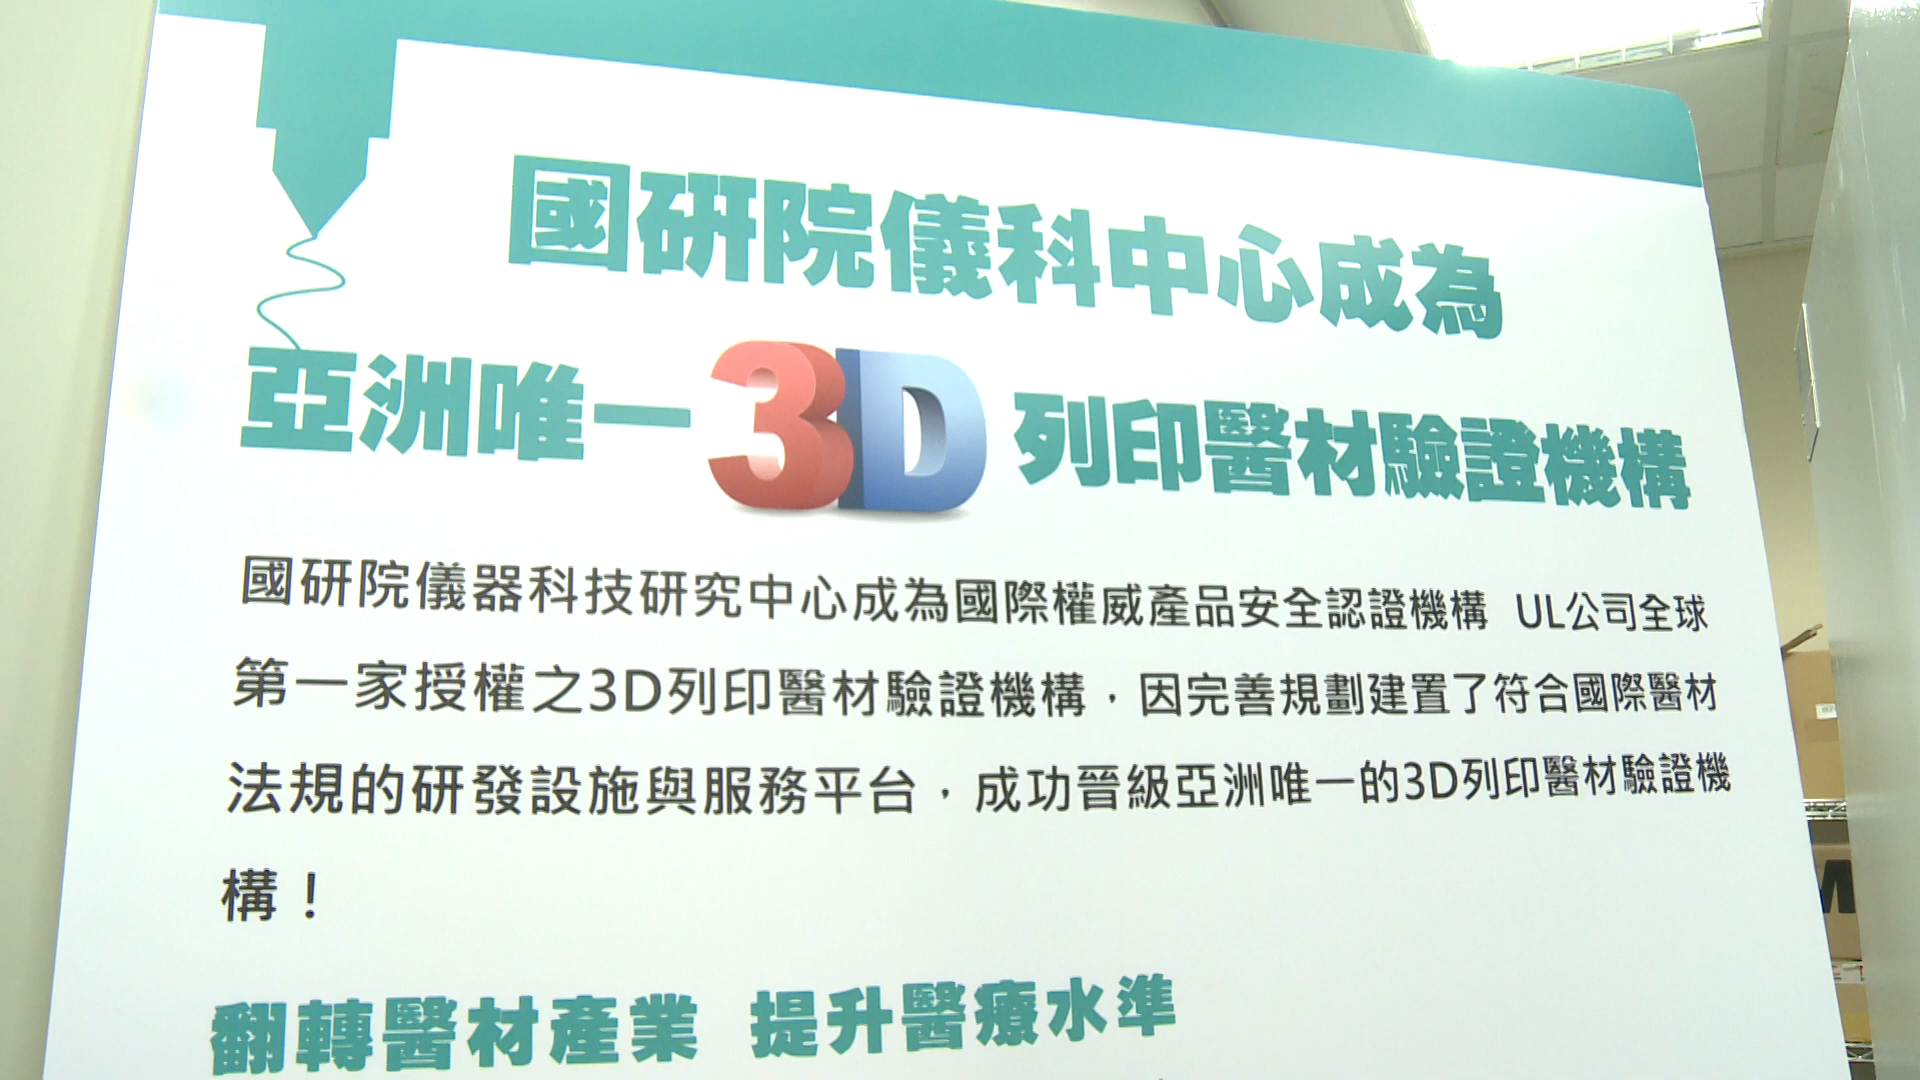 國研院儀科中心成為
亞洲唯一3D列印醫材驗證機構
國研院儀器科技研究中心成為國際權威產品安全認證機構 UL公司全球
第一家授權之3D列印醫材驗證機構，因完善規劃建置了符合國際醫材
法規的研發設施與服務平台，成功晉級亞洲唯一的3D列印醫材驗證機
構！
翻轉醫材產業 提升醫療水準